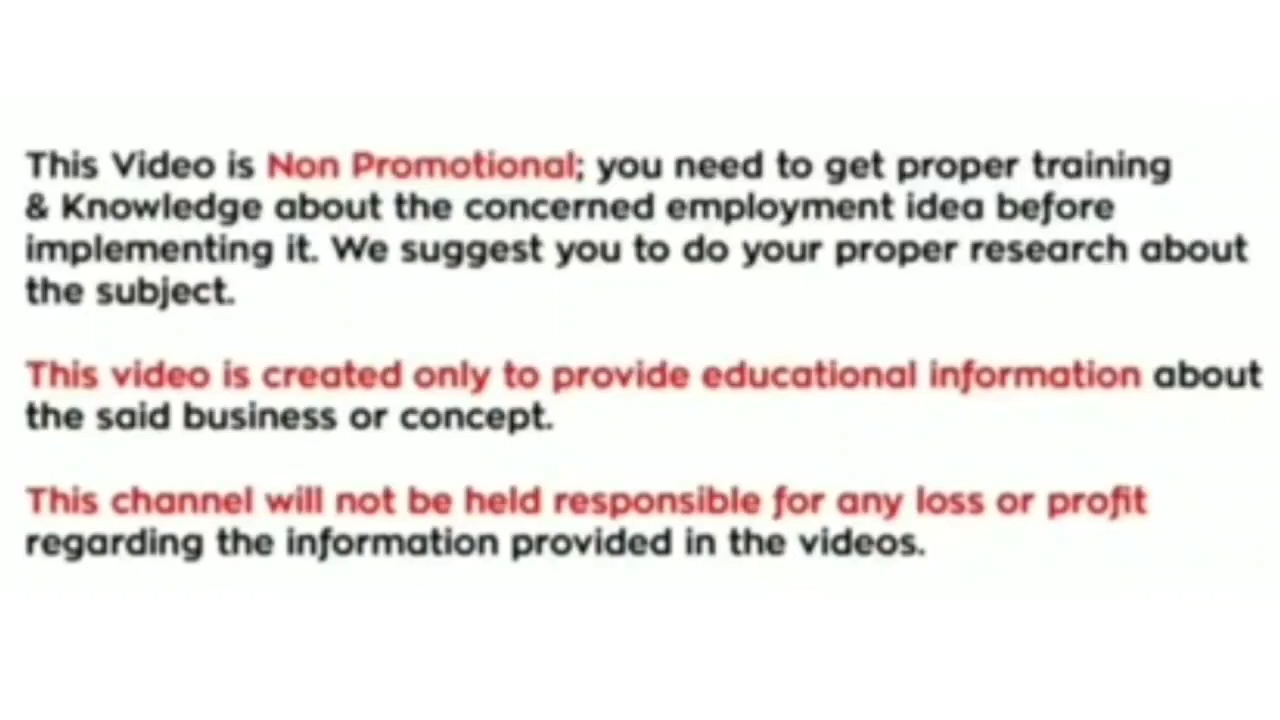 This Video is Non Promotional; you need to get proper training
& Knowledge about the concerned employment idea before
implementing it. We suggest you to do your proper research about
the subject.
This video is created only to provide educational information about
the said business or concept.
This channel will not be held responsible for any loss or profit
regarding the information provided in the videos.